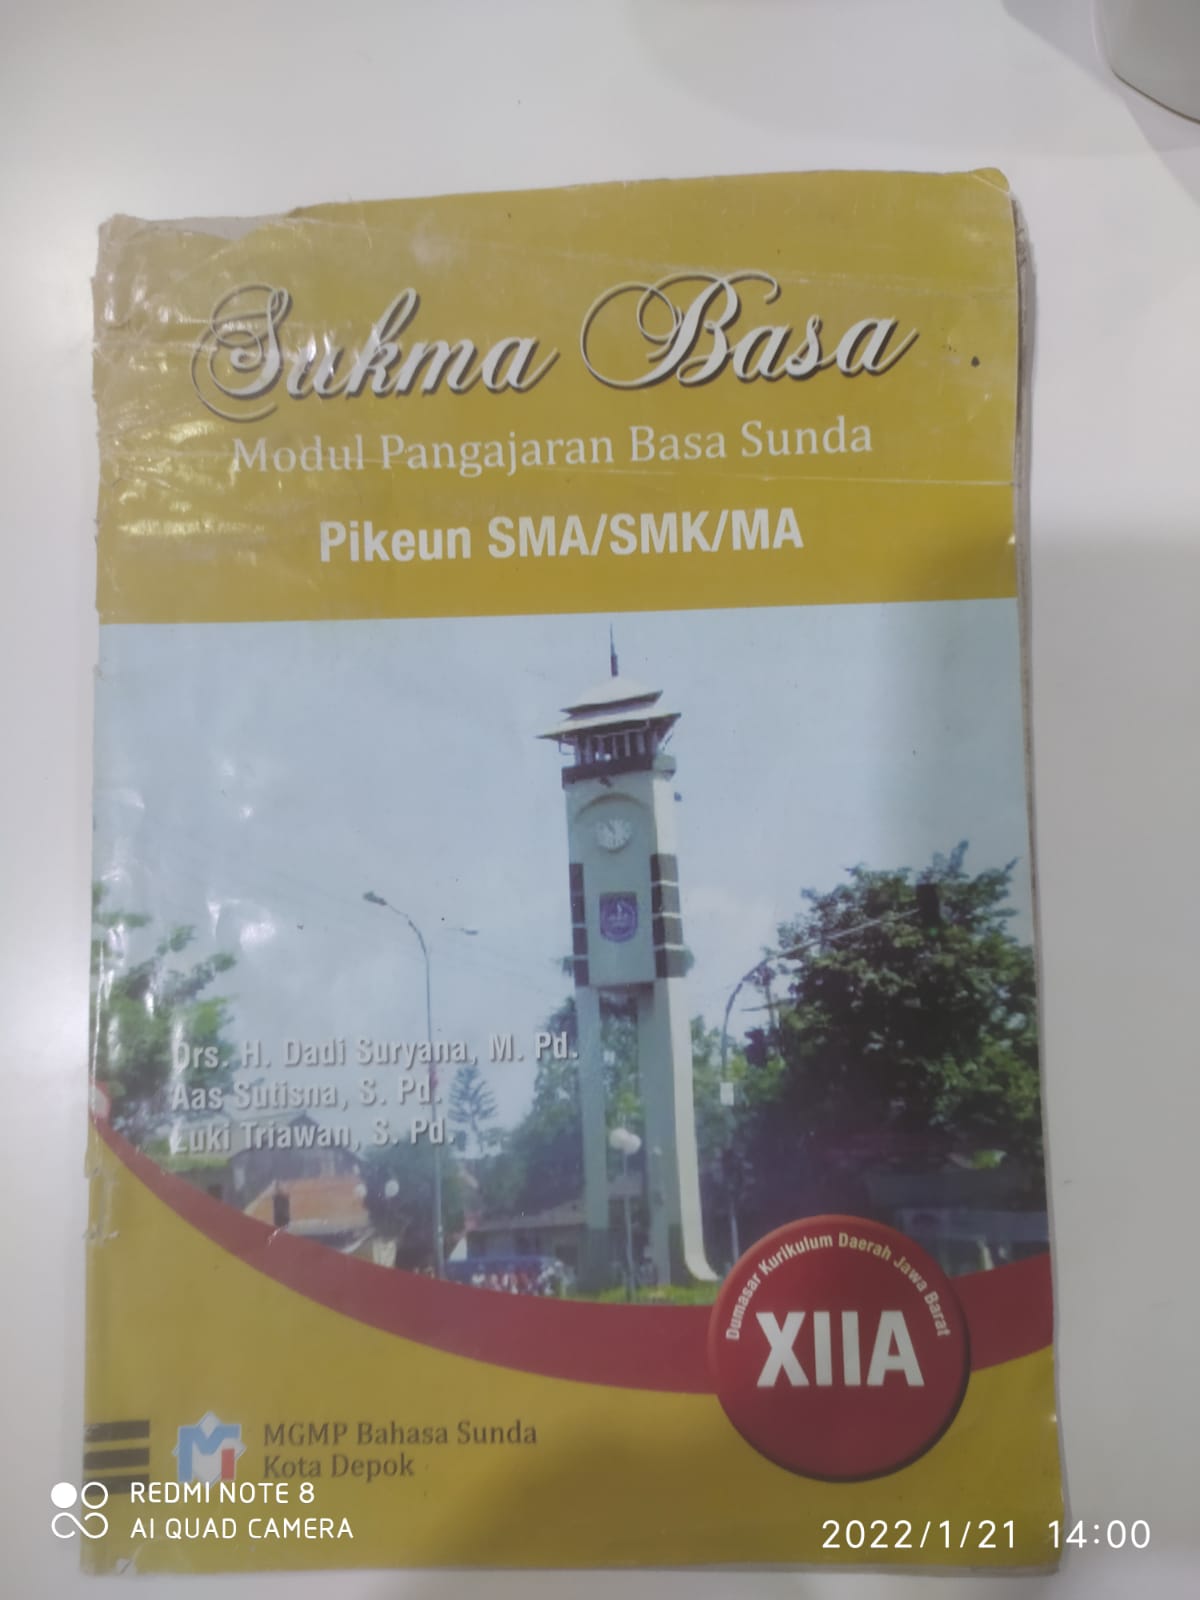 Sukma Basa
Modul Pangajaran Basa Sunda
Pikeun SMA/SMK/MA
Drs. H. Dadi Suryana, M. Pd.
Aas Sutisna, S. Pd.
Luki Triawan, S. Pd.
Dumasar Kurikulum Daerah Jawa Barat
XIIA
MGMP Bahasa Sunda
Kota Depok
REDMI NOTE 8
AI QUAD CAMERA
2022/1/21 14:00